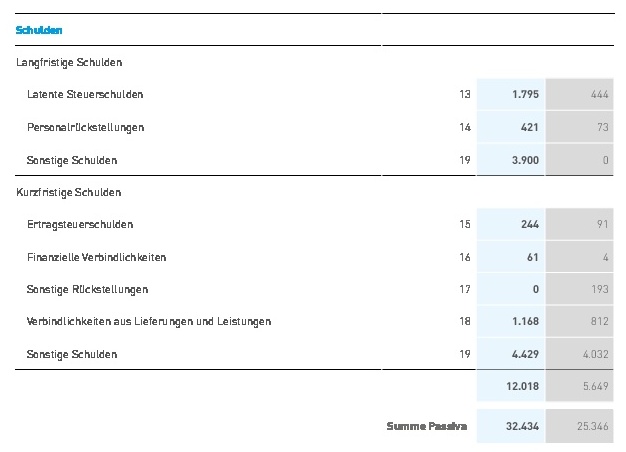 Schulden
Langfristige Schulden
Latente Steuerschulden 13 1.795 444
Personalrückstellungen 14 421 73
Sonstige Schulden 19 3.900 0
Kurzfristige Schulden
Ertragsteuerschulden 15 244 91
Finanzielle Verbindlichkeiten 16 61 4
Sonstige Rückstellungen 17 0 193
Verbindlichkeiten aus Lieferungen und Leistungen 18 1.168 812
Sonstige Schulden 19 4.429 4.032
12.018 5.649
Summe Passiva 32.434 25.346